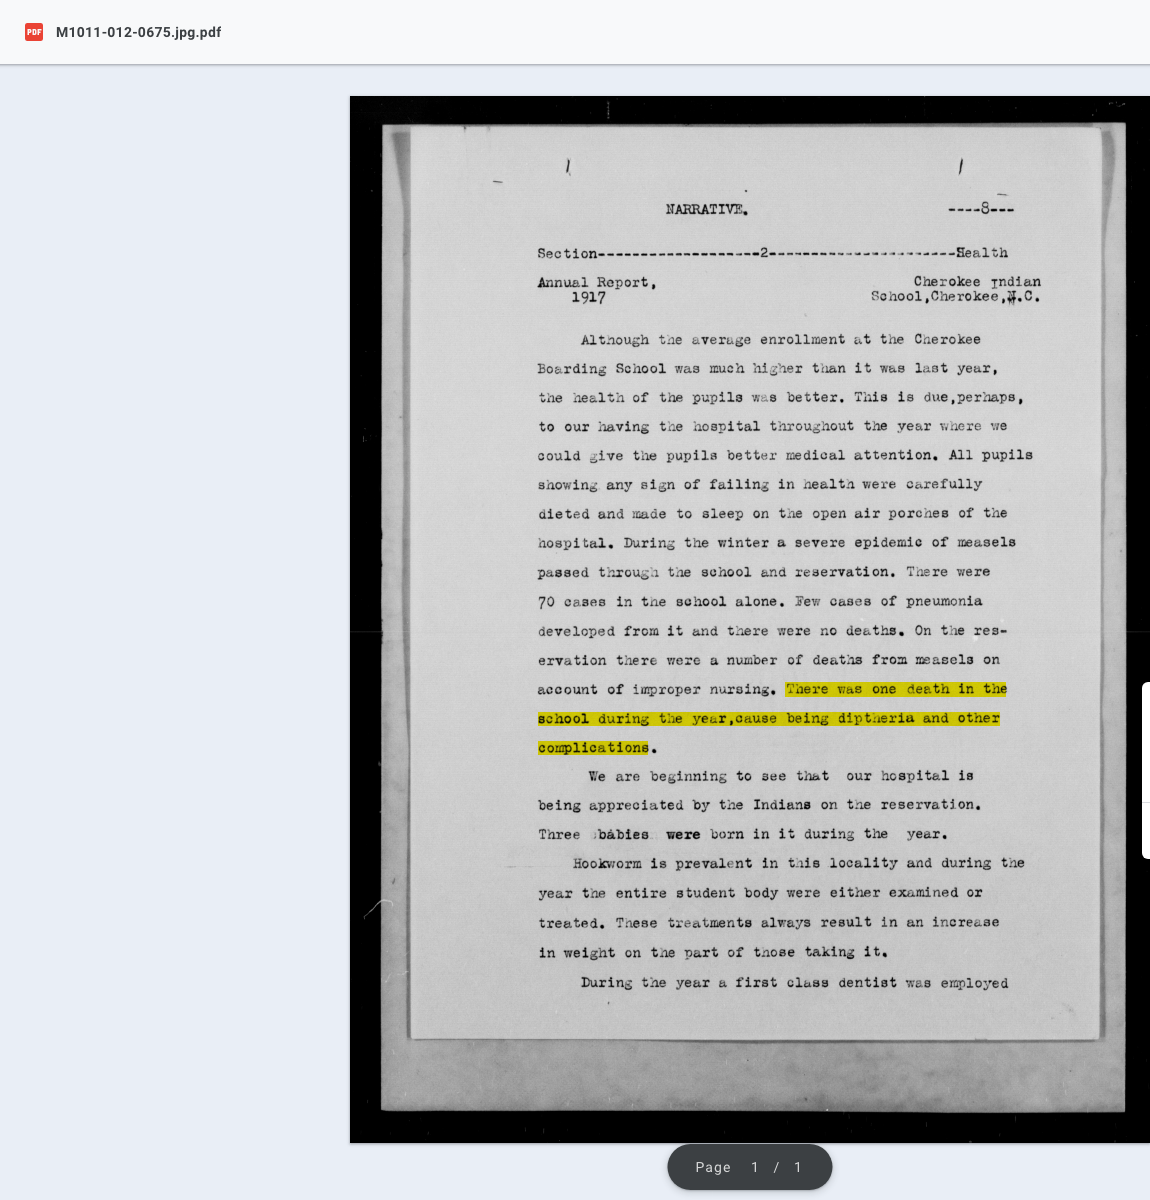 PDF M1011-012-0675.jpg.pdf
NARRATIVE. ----8---
Section-------------------2----------------------Health
Annual Report, Cherokee Indian
1917 School,Cherokee,N.C.
Although the average enrollment at the Cherokee
Boarding School was much higher than it was last year,
the health of the pupils was better. This is due,perhaps,
to our having the hospital throughout the year where we
could give the pupils better medical attention. All pupils
showing any sign of failing in health were carefully
dieted and made to sleep on the open air porches of the
hospital. During the winter a severe epidemic of measels
passed through the school and reservation. There were
70 cases in the school alone. Few cases of pneumonia
developed from it and there were no deaths. On the res-
ervation there were a number of deaths from measels on
account of improper nursing. There was one death in the
school during the year,cause being diptheria and other
complications.
We are beginning to see that our hospital is
being appreciated by the Indians on the reservation.
Three babies were born in it during the year.
Hookworm is prevalent in this locality and during the
year the entire student body were either examined or
treated. These treatments always result in an increase
in weight on the part of those taking it.
During the year a first class dentist was employed
Page 1 / 1